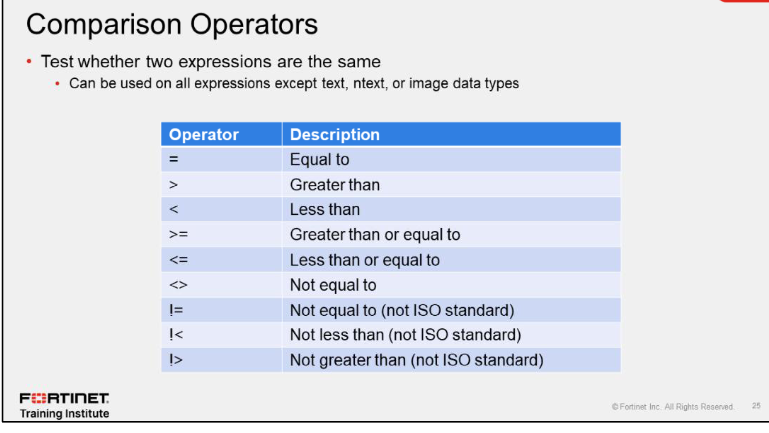 Comparison Operators
• Test whether two expressions are the same
• Can be used on all expressions except text, ntext, or image data types
Operator Description
= Equal to
> Greater than
< Less than
>= Greater than or equal to
<= Less than or equal to
<> Not equal to
!= Not equal to (not ISO standard)
!< Not less than (not ISO standard)
!> Not greater than (not ISO standard)
FORTINET
Training Institute
© Fortinet Inc. All Rights Reserved. 25